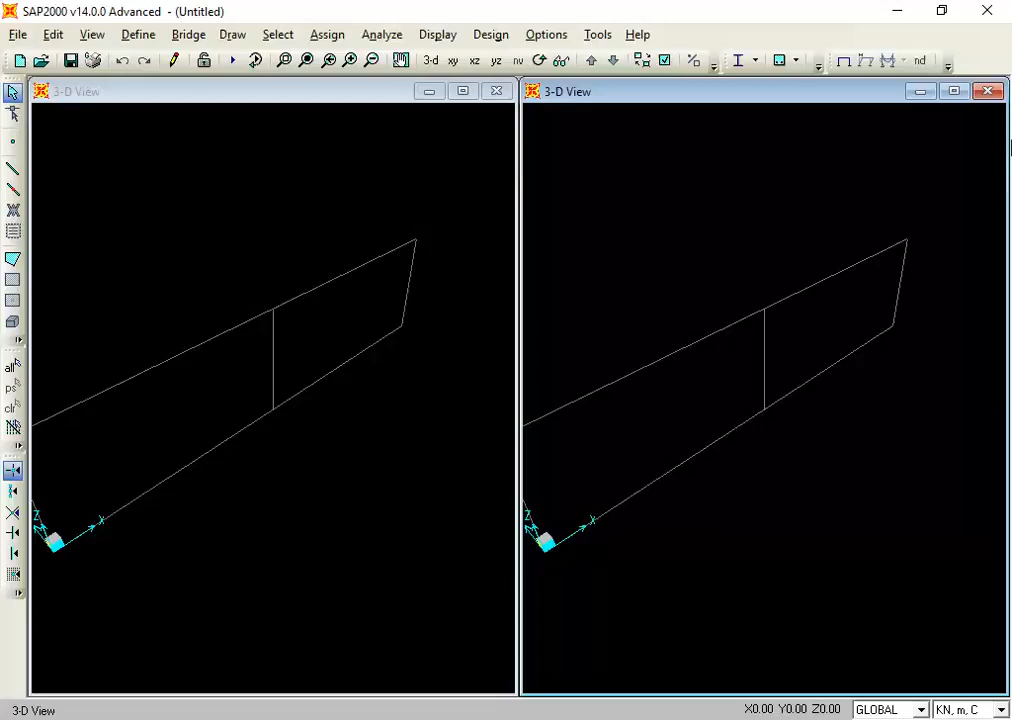 SAP2000 v14.0.0 Advanced - (Untitled)
File Edit View Define Bridge Draw Select Assign Analyze Display Design Options Tools Help
3-d xy xz yz nv nd
3-D View
3-D View
all
ps
clr
Z X
Z X
3-D View X0.00 Y0.00 Z0.00 GLOBAL KN, m, C